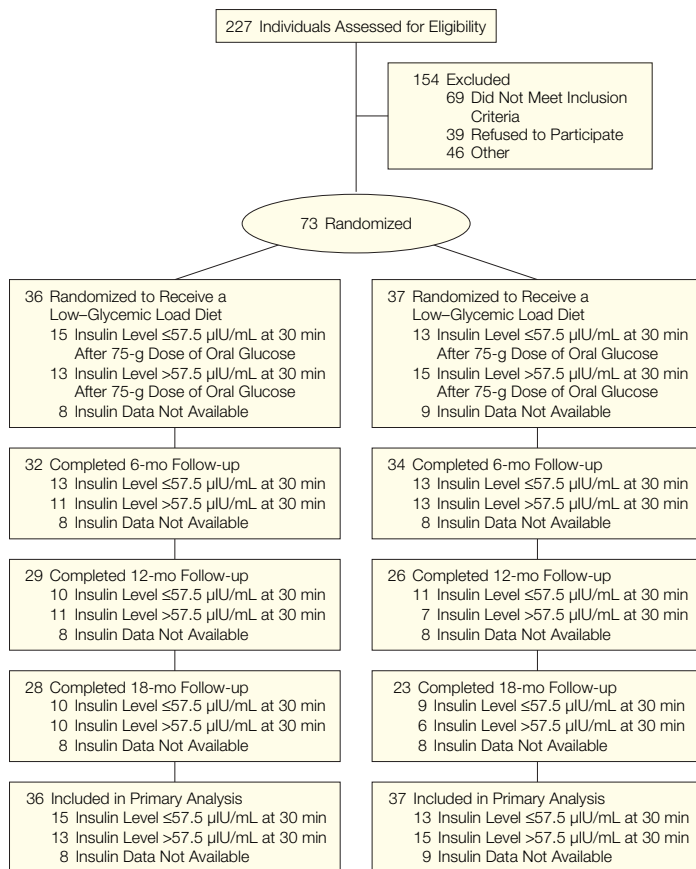 227 Individuals Assessed for Eligibility
154 Excluded
69 Did Not Meet Inclusion
Criteria
39 Refused to Participate
46 Other
73 Randomized
36 Randomized to Receive a
Low–Glycemic Load Diet
15 Insulin Level ≤57.5 μIU/mL at 30 min
After 75-g Dose of Oral Glucose
13 Insulin Level >57.5 μIU/mL at 30 min
After 75-g Dose of Oral Glucose
8 Insulin Data Not Available
32 Completed 6-mo Follow-up
13 Insulin Level ≤57.5 μIU/mL at 30 min
11 Insulin Level >57.5 μIU/mL at 30 min
8 Insulin Data Not Available
29 Completed 12-mo Follow-up
10 Insulin Level ≤57.5 μIU/mL at 30 min
11 Insulin Level >57.5 μIU/mL at 30 min
8 Insulin Data Not Available
28 Completed 18-mo Follow-up
10 Insulin Level ≤57.5 μIU/mL at 30 min
10 Insulin Level >57.5 μIU/mL at 30 min
8 Insulin Data Not Available
36 Included in Primary Analysis
15 Insulin Level ≤57.5 μIU/mL at 30 min
13 Insulin Level >57.5 μIU/mL at 30 min
8 Insulin Data Not Available
37 Randomized to Receive a
Low–Glycemic Load Diet
13 Insulin Level ≤57.5 μIU/mL at 30 min
After 75-g Dose of Oral Glucose
15 Insulin Level >57.5 μIU/mL at 30 min
After 75-g Dose of Oral Glucose
9 Insulin Data Not Available
34 Completed 6-mo Follow-up
13 Insulin Level ≤57.5 μIU/mL at 30 min
13 Insulin Level >57.5 μIU/mL at 30 min
8 Insulin Data Not Available
26 Completed 12-mo Follow-up
11 Insulin Level ≤57.5 μIU/mL at 30 min
7 Insulin Level >57.5 μIU/mL at 30 min
8 Insulin Data Not Available
23 Completed 18-mo Follow-up
9 Insulin Level ≤57.5 μIU/mL at 30 min
6 Insulin Level >57.5 μIU/mL at 30 min
8 Insulin Data Not Available
37 Included in Primary Analysis
13 Insulin Level ≤57.5 μIU/mL at 30 min
15 Insulin Level >57.5 μIU/mL at 30 min
9 Insulin Data Not Available